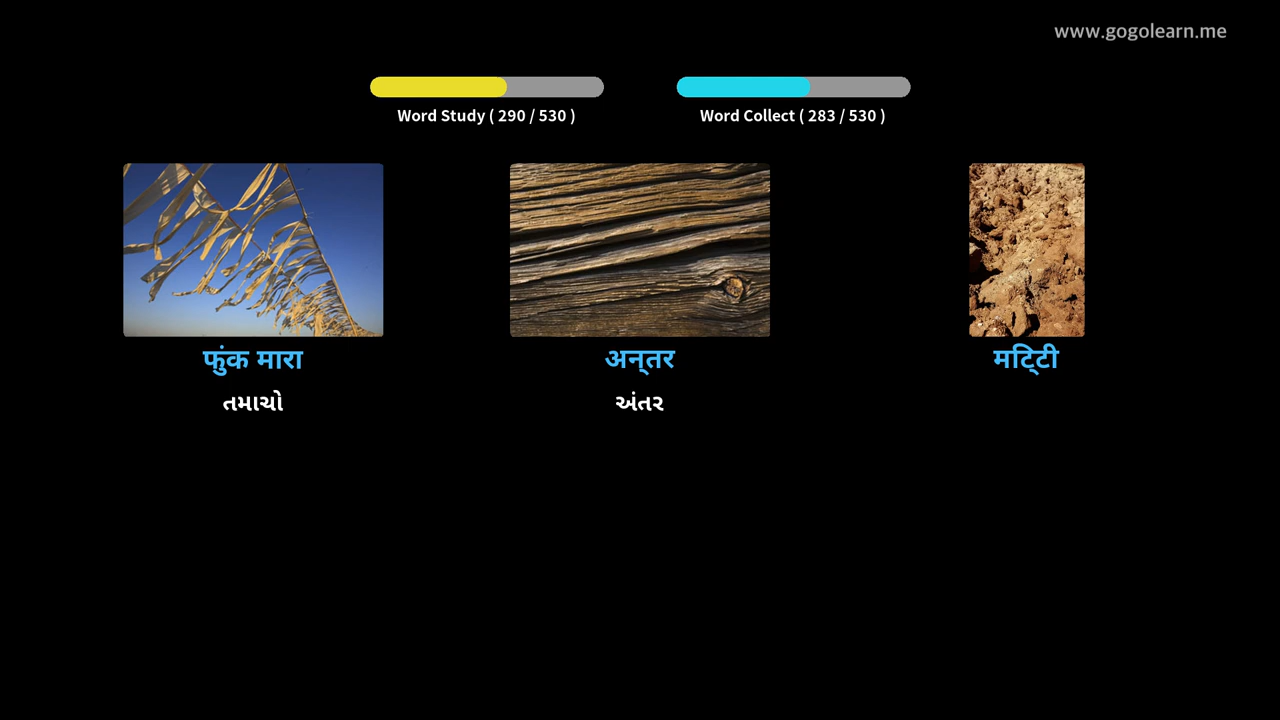 www.gogolearn.me
Word Study ( 290 / 530 )
Word Collect ( 283 / 530 )
फुंक मारा
अन्‌तर
मट्‌टिी
તમાચો
અંતર